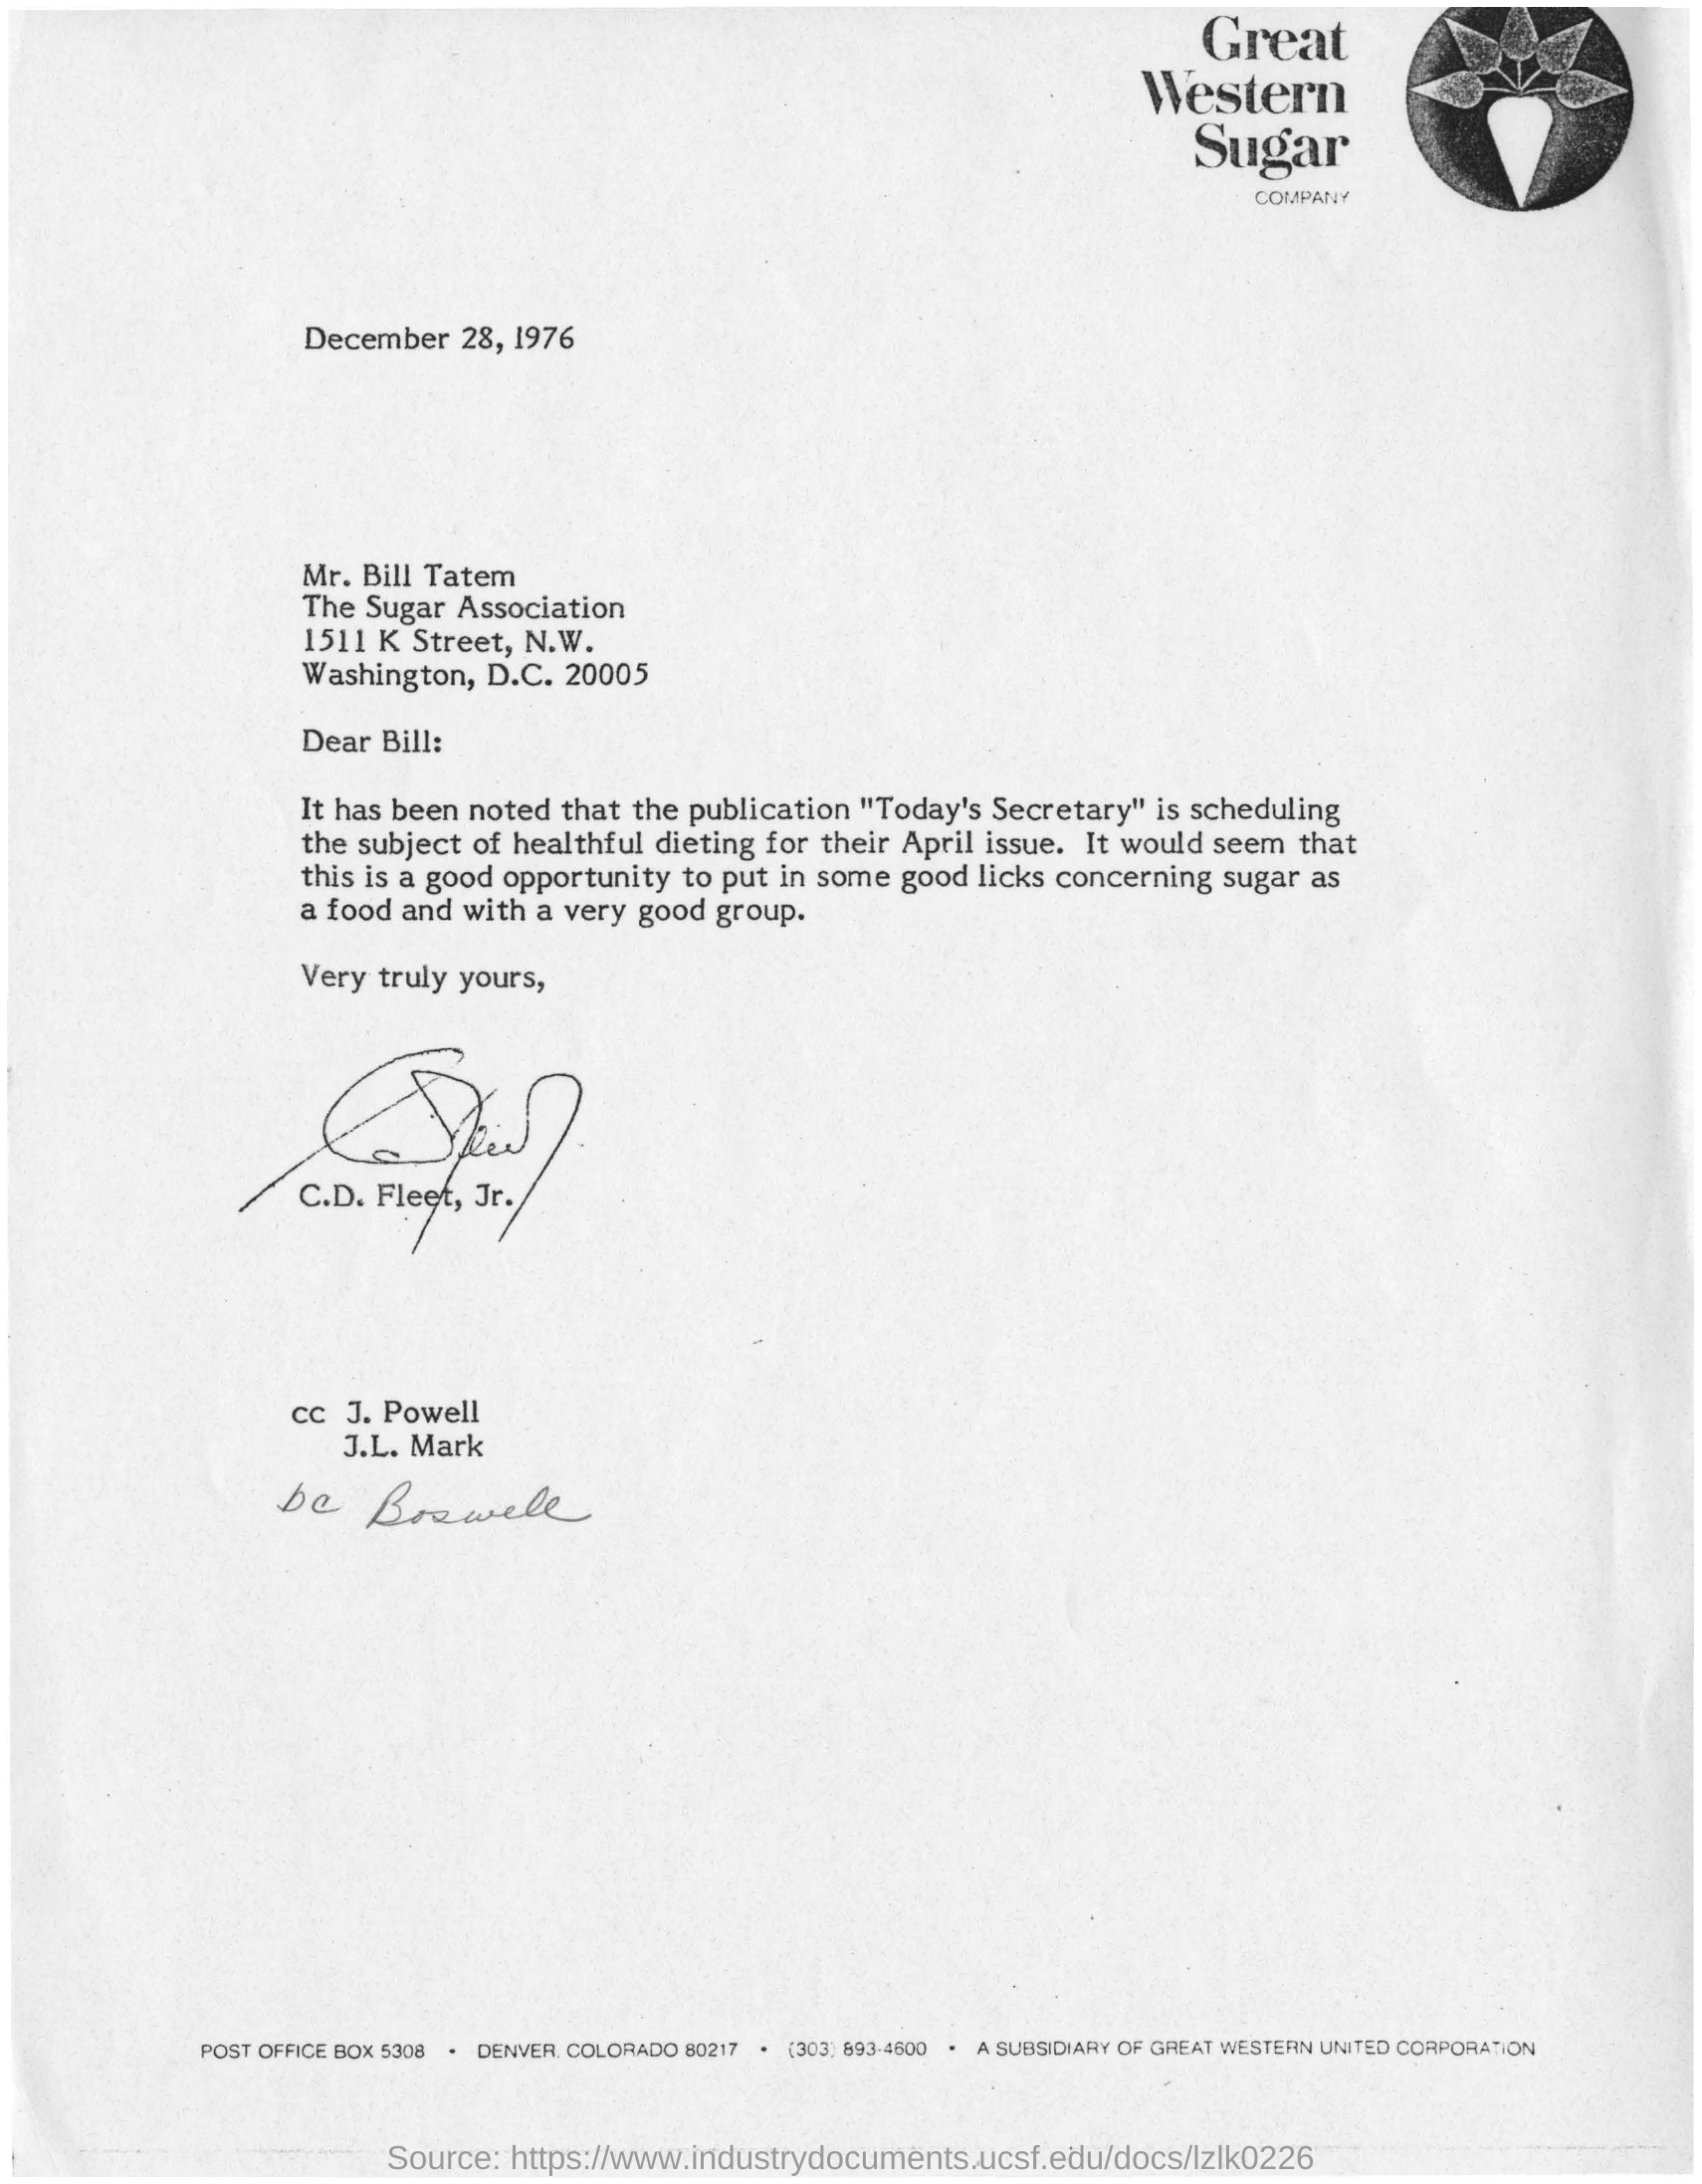 Great
Western
Sugar
COMPANY
December 28, 1976
Mr. Bill Tatem
The Sugar Association
1511 K Street, N.W.
Washington, D.C. 20005
Dear Bill:
It has been noted that the publication "Today's Secretary" is scheduling
the subject of healthful dieting for their April issue. It would seem that
this is a good opportunity to put in some good licks concerning sugar as
a food and with a very good group.
Very truly yours,
C.D. Fleet, Jr.
cc J. Powell
J.L. Mark
bc Boswell
POST OFFICE BOX 5308 • DENVER, COLORADO 80217 • (303) 893-4600 • A SUBSIDIARY OF GREAT WESTERN UNITED CORPORATION
Source: https://www.industrydocuments.ucsf.edu/docs/lzlk0226